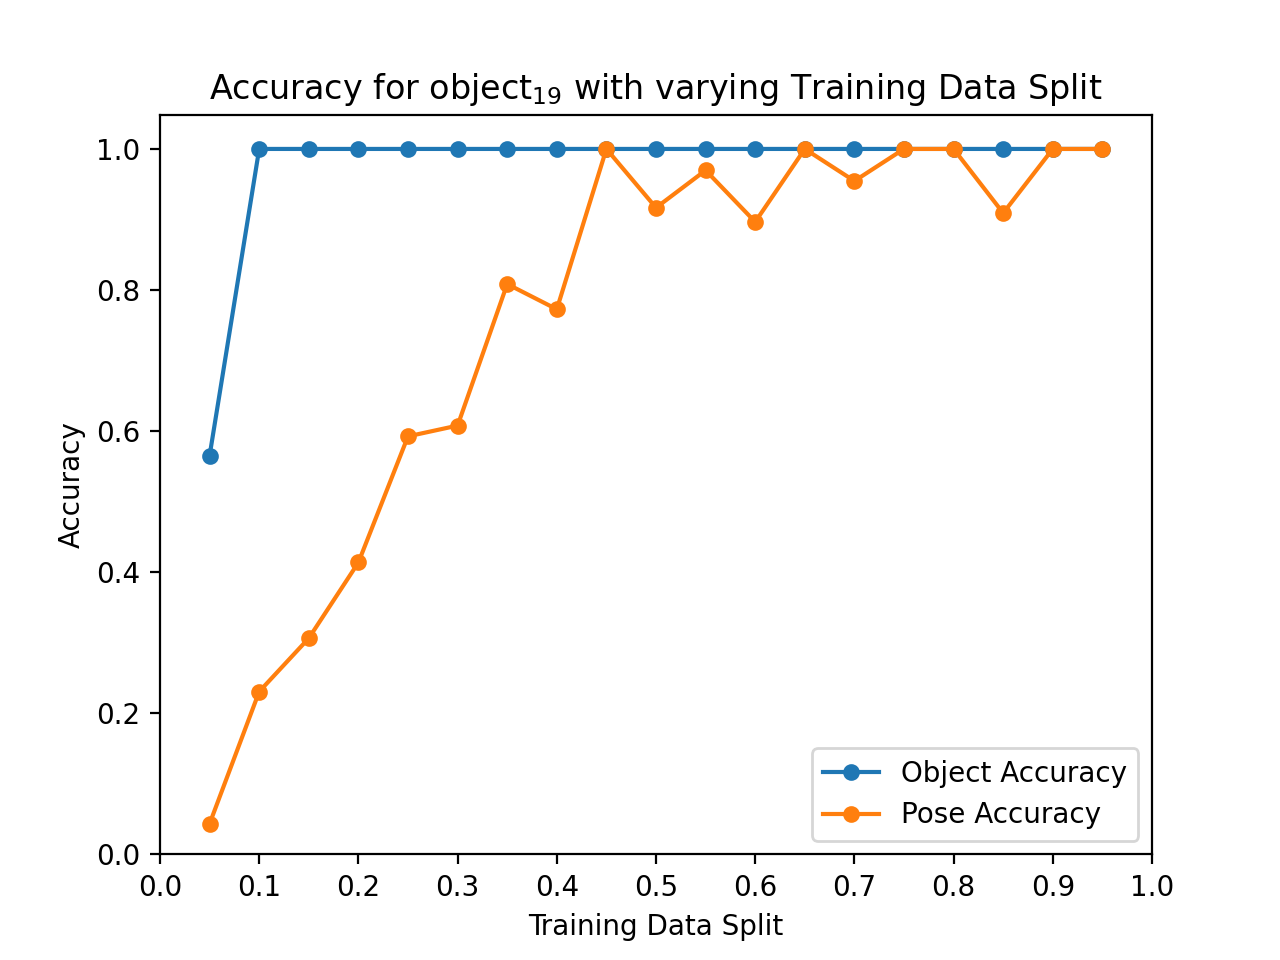 Accuracy for object₁₉ with varying Training Data Split
1.0
0.8
0.6
0.4
0.2
0.0
Accuracy
Object Accuracy
Pose Accuracy
0.0 0.1 0.2 0.3 0.4 0.5 0.6 0.7 0.8 0.9 1.0
Training Data Split